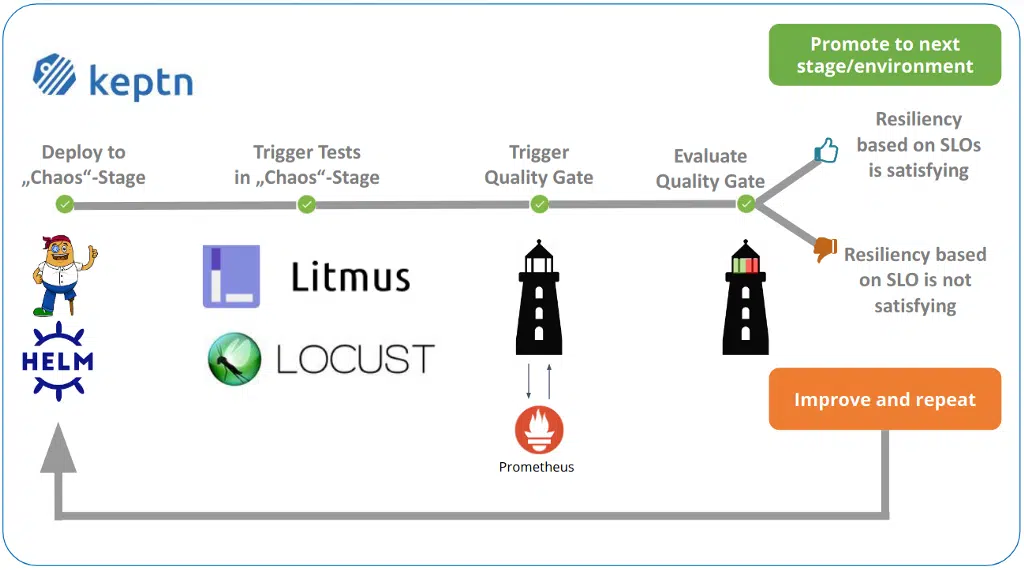 keptn
Promote to next
stage/environment
Deploy to
„Chaos“-Stage
Trigger Tests
in „Chaos“-Stage
Trigger
Quality Gate
Evaluate
Quality Gate
Resiliency
based on SLOs
is satisfying
Resiliency based
on SLO is not
satisfying
Litmus
LOCUST
HELM
Prometheus
Improve and repeat